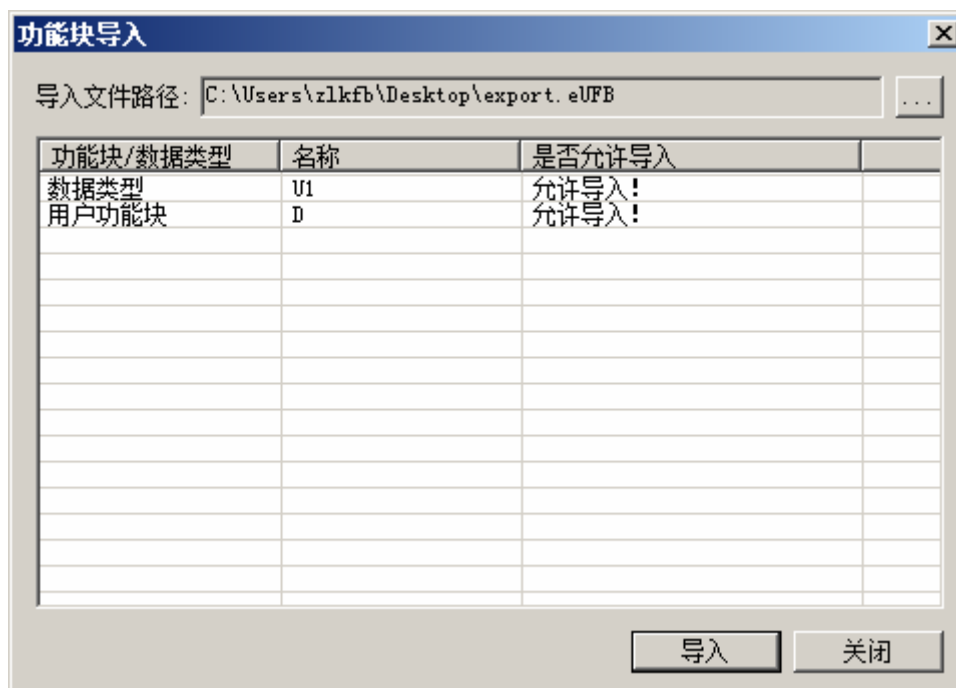 功能块导入
导入文件路径: C:\Users\zlkfb\Desktop\export.eUFB ...
功能块/数据类型 名称 是否允许导入
数据类型 U1 允许导入!
用户功能块 D 允许导入!
导入 关闭